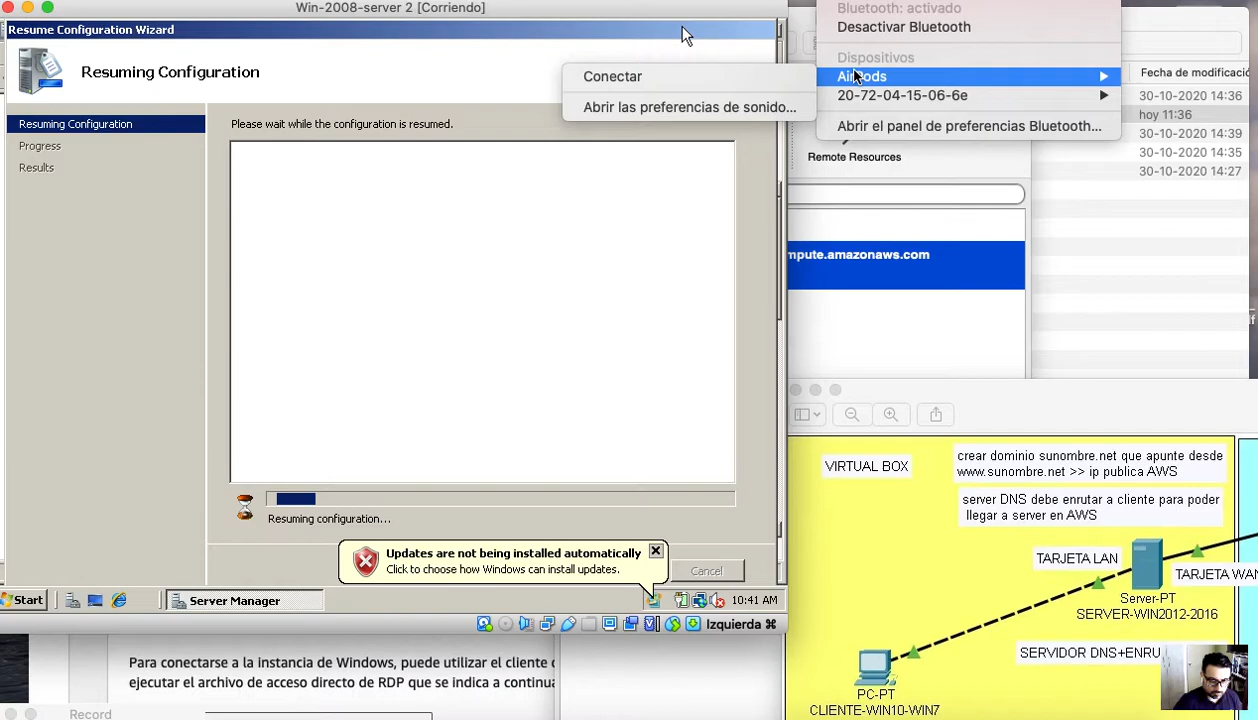 Win-2008-server 2 [Corriendo]
Resume Configuration Wizard
Resuming Configuration
Resuming Configuration
Progress
Results
Please wait while the configuration is resumed.
Resuming configuration...
Updates are not being installed automatically
Click to choose how Windows can install updates.
Cancel
Start
Server Manager
10:41 AM
Izquierda ⌘
Bluetooth: activado
Desactivar Bluetooth
Dispositivos
AirPods
20-72-04-15-06-6e
Abrir el panel de preferencias Bluetooth...
Conectar
Abrir las preferencias de sonido...
Remote Resources
mpute.amazonaws.com
Fecha de modificació
30-10-2020 14:36
hoy 11:36
30-10-2020 14:39
30-10-2020 14:35
30-10-2020 14:27
VIRTUAL BOX
crear dominio sunombre.net que apunte desde
www.sunombre.net >> ip publica AWS
server DNS debe enrutar a cliente para poder
llegar a server en AWS
TARJETA LAN
TARJETA WAN
Server-PT
SERVER-WIN2012-2016
SERVIDOR DNS+ENRU
PC-PT
CLIENTE-WIN10-WIN7
Para conectarse a la instancia de Windows, puede utilizar el cliente d
ejecutar el archivo de acceso directo de RDP que se indica a continua
Record